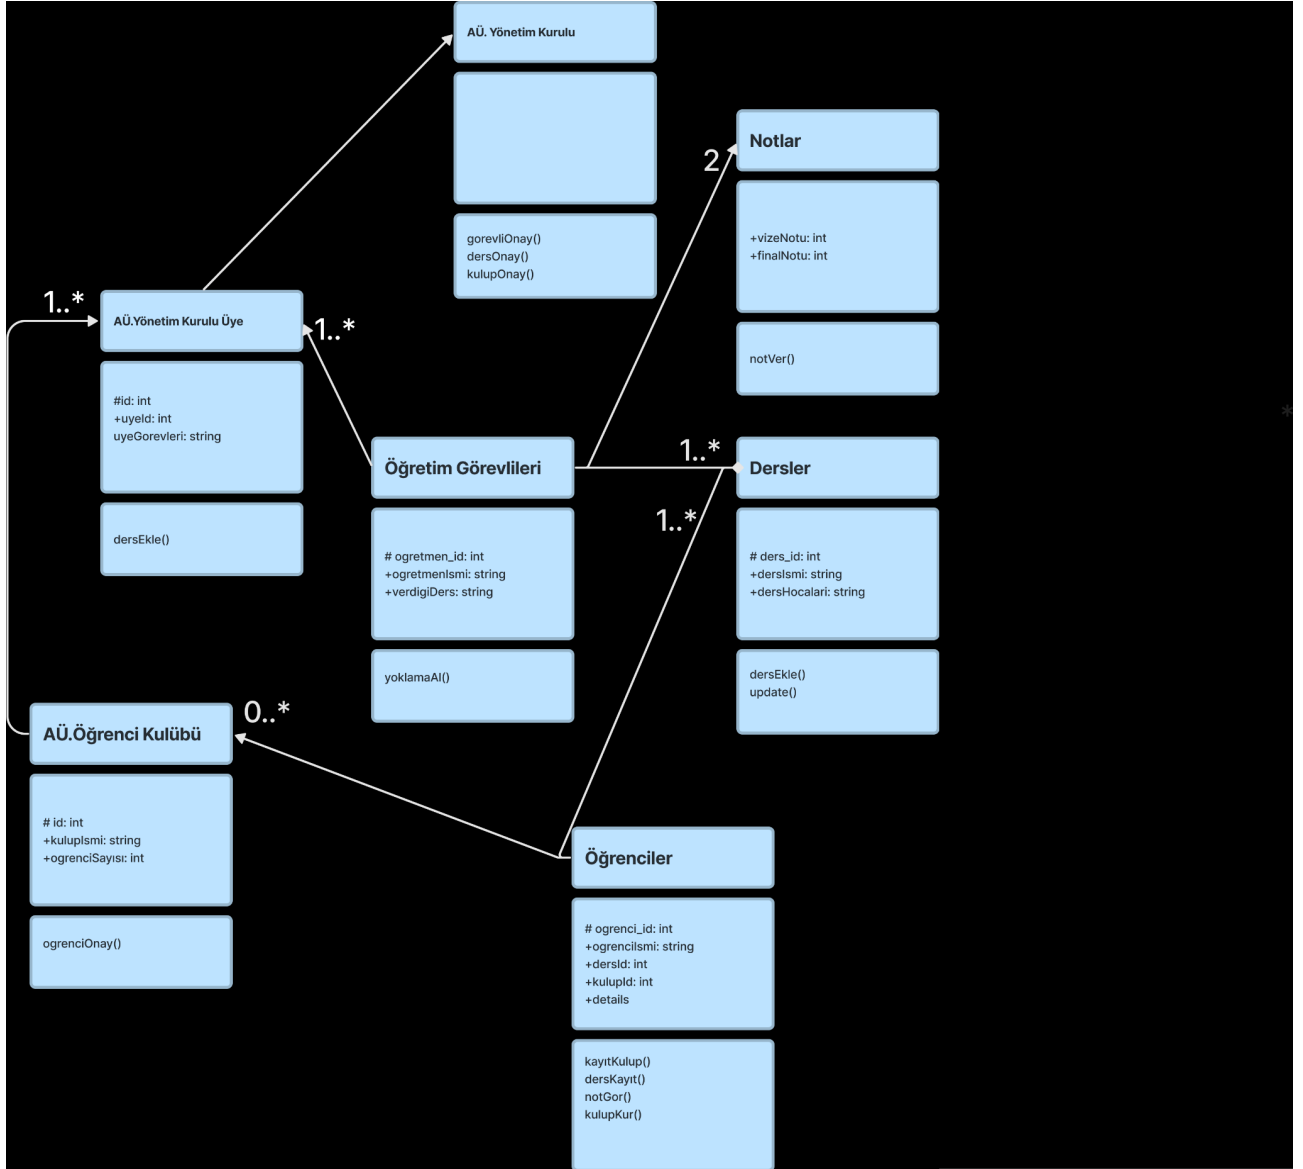 AÜ. Yönetim Kurulu
gorevliOnay()
dersOnay()
kulupOnay()
2
Notlar
+vizeNotu: int
+finalNotu: int
notVer()
1..*
AÜ.Yönetim Kurulu Üye
#id: int
+uyeId: int
uyeGorevleri: string
dersEkle()
1..*
Öğretim Görevlileri
# ogretmen_id: int
+ogretmenIsmi: string
+verdigiDers: string
yoklamaAl()
1..*
1..*
Dersler
# ders_id: int
+dersIsmi: string
+dersHocalari: string
dersEkle()
update()
*
AÜ.Öğrenci Kulübü
# id: int
+kulupIsmi: string
+ogrenciSayısı: int
ogrenciOnay()
0..*
Öğrenciler
# ogrenci_id: int
+ogrenciIsmi: string
+dersId: int
+kulupId: int
+details
kayıtKulup()
dersKayıt()
notGor()
kulupKur()